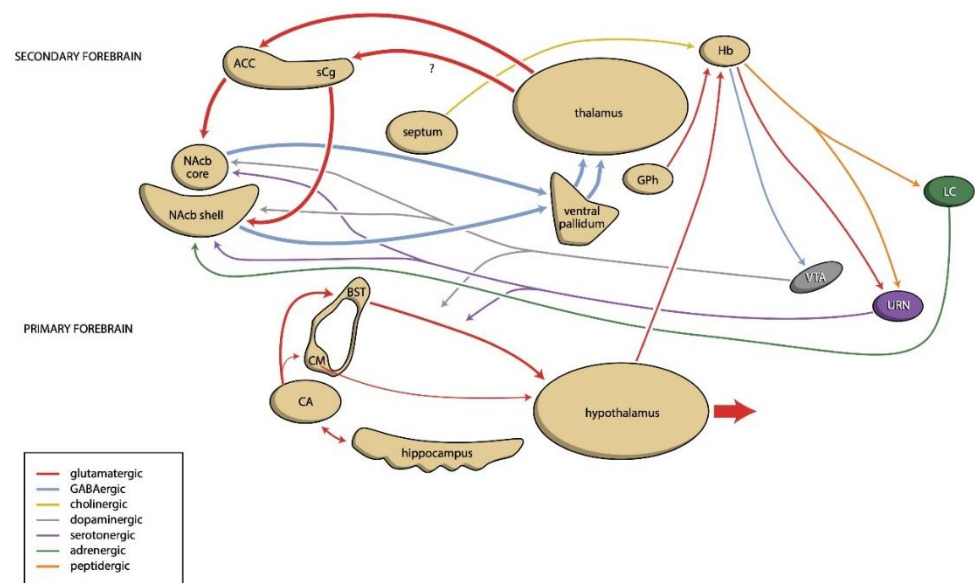 SECONDARY FOREBRAIN
ACC
sCg
?
Hb
thalamus
septum
NAcb
core
GPh
NAcb shell
ventral
pallidum
LC
VTA
URN
PRIMARY FOREBRAIN
BST
CM
CA
hypothalamus
hippocampus
glutamatergic
GABAergic
cholinergic
dopaminergic
serotonergic
adrenergic
peptidergic